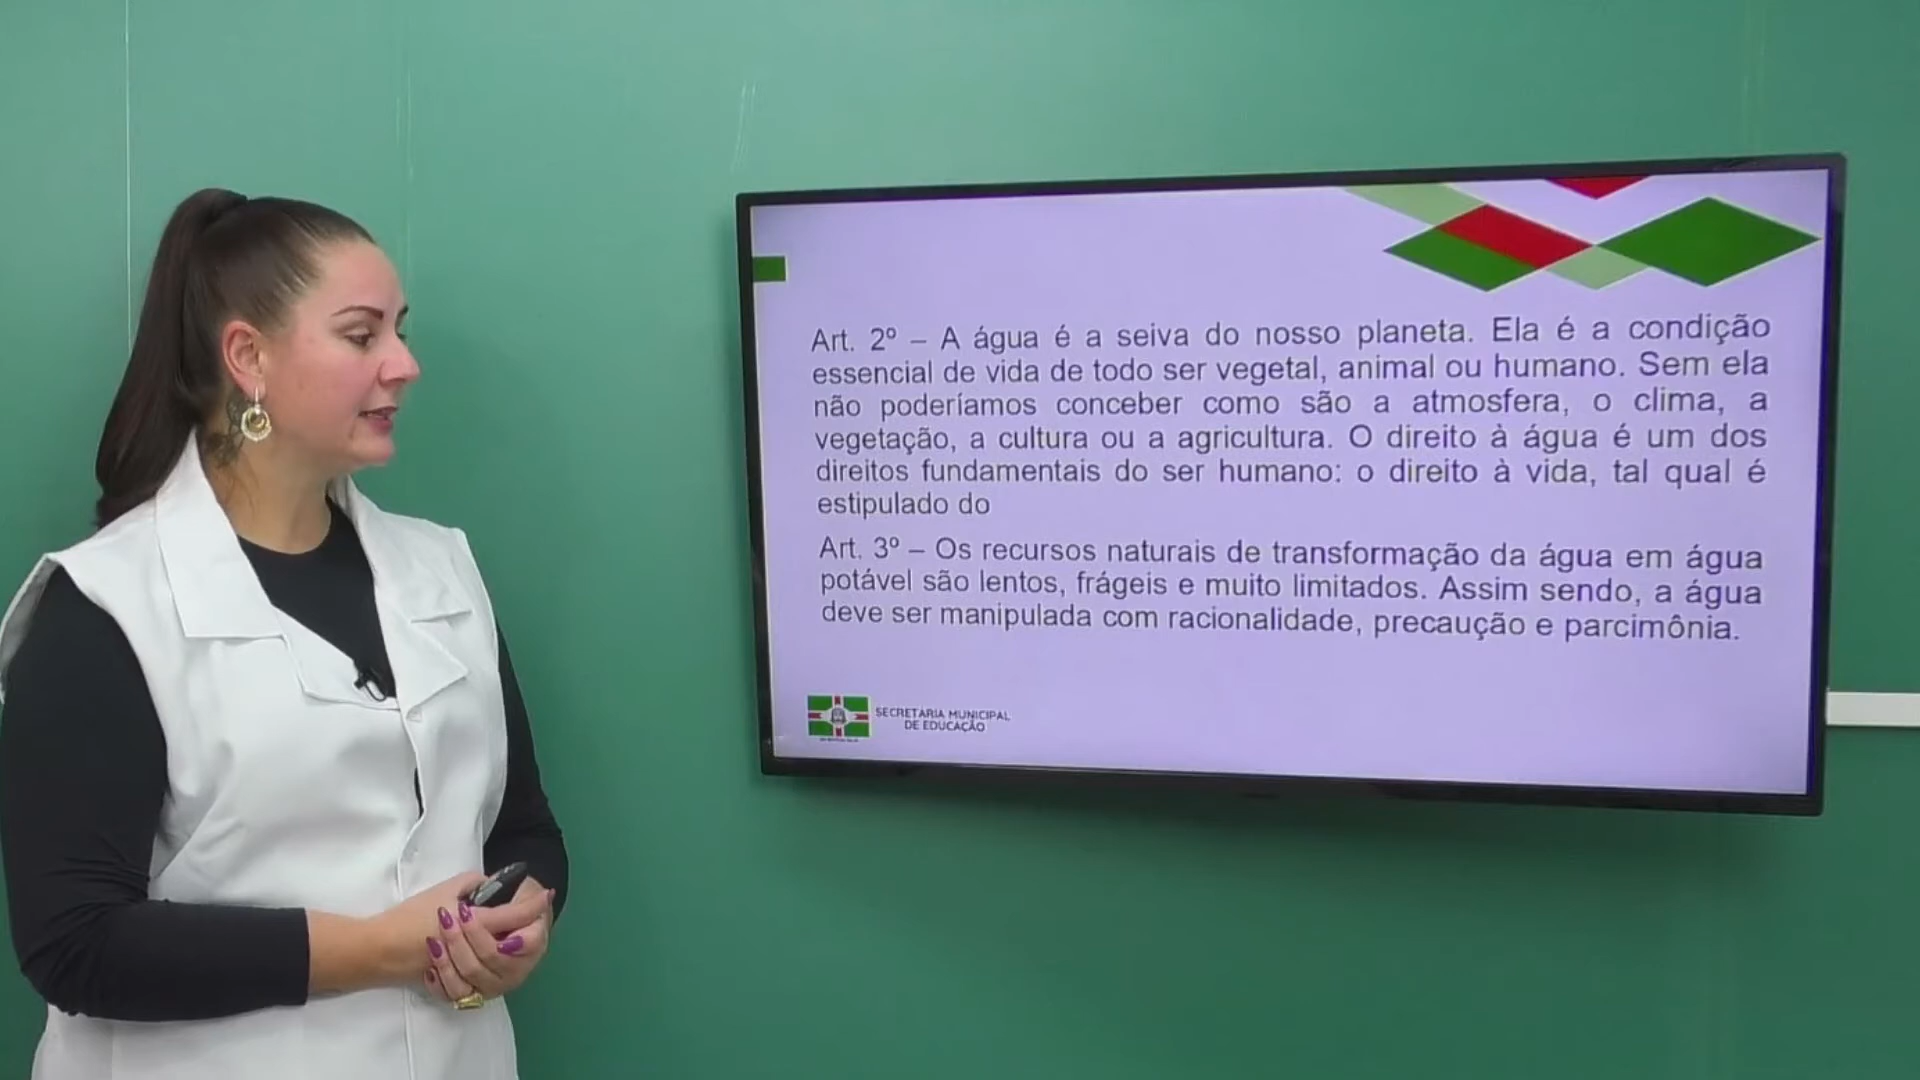 Art. 2º – A água é a seiva do nosso planeta. Ela é a condição
essencial de vida de todo ser vegetal, animal ou humano. Sem ela
não poderíamos conceber como são a atmosfera, o clima, a
vegetação, a cultura ou a agricultura. O direito à água é um dos
direitos fundamentais do ser humano: o direito à vida, tal qual é
estipulado do
Art. 3º – Os recursos naturais de transformação da água em água
potável são lentos, frágeis e muito limitados. Assim sendo, a água
deve ser manipulada com racionalidade, precaução e parcimônia.
SECRETARIA MUNICIPAL
DE EDUCAÇÃO